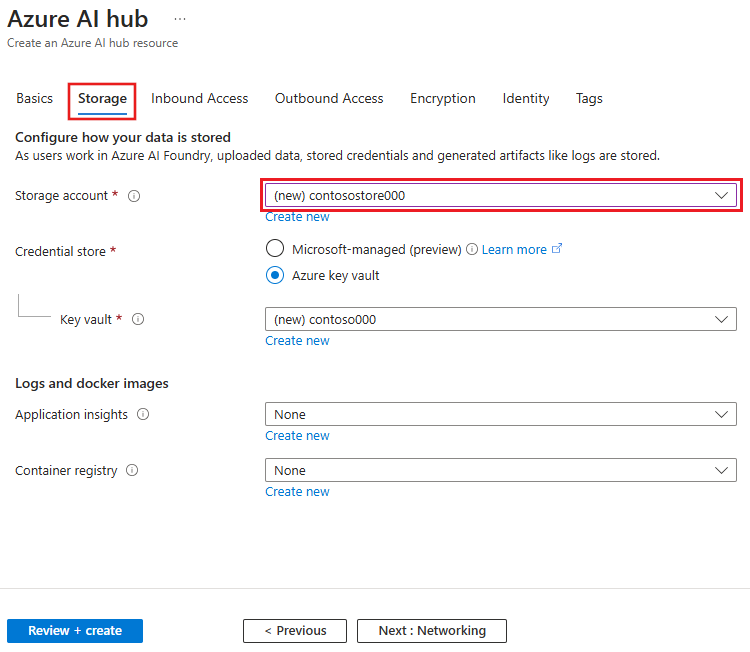 Azure AI hub ...
Create an Azure AI hub resource
Basics Storage Inbound Access Outbound Access Encryption Identity Tags
Configure how your data is stored
As users work in Azure AI Foundry, uploaded data, stored credentials and generated artifacts like logs are stored.
Storage account * (new) contosostore000
Create new
Credential store * Microsoft-managed (preview) Learn more
Azure key vault
Key vault * (new) contoso000
Create new
Logs and docker images
Application insights None
Create new
Container registry None
Create new
Review + create < Previous Next : Networking